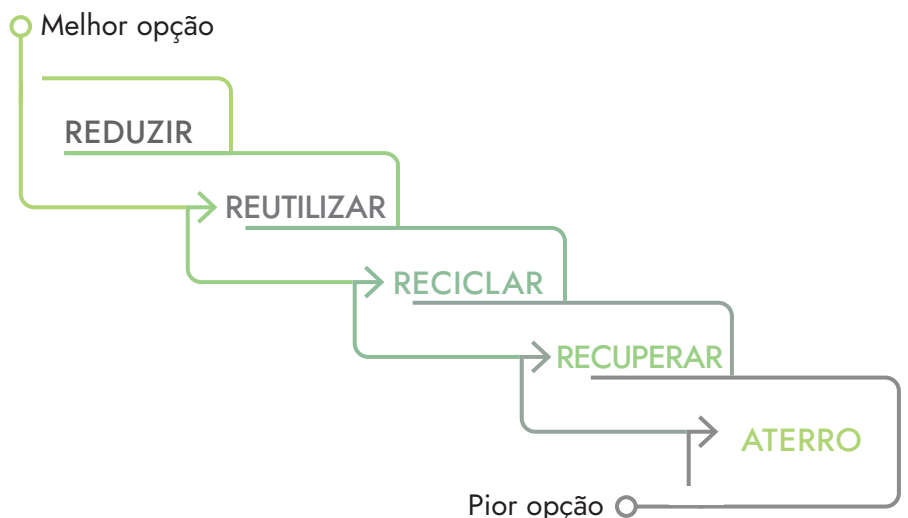 Melhor opção
REDUZIR
REUTILIZAR
RECICLAR
RECUPERAR
ATERRO
Pior opção